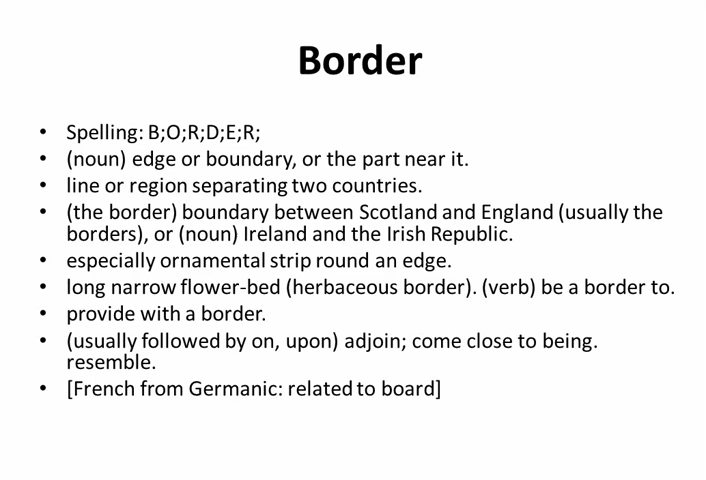 Border
• Spelling: B;O;R;D;E;R;
• (noun) edge or boundary, or the part near it.
• line or region separating two countries.
• (the border) boundary between Scotland and England (usually the
borders), or (noun) Ireland and the Irish Republic.
• especially ornamental strip round an edge.
• long narrow flower-bed (herbaceous border). (verb) be a border to.
• provide with a border.
• (usually followed by on, upon) adjoin; come close to being.
resemble.
• [French from Germanic: related to board]